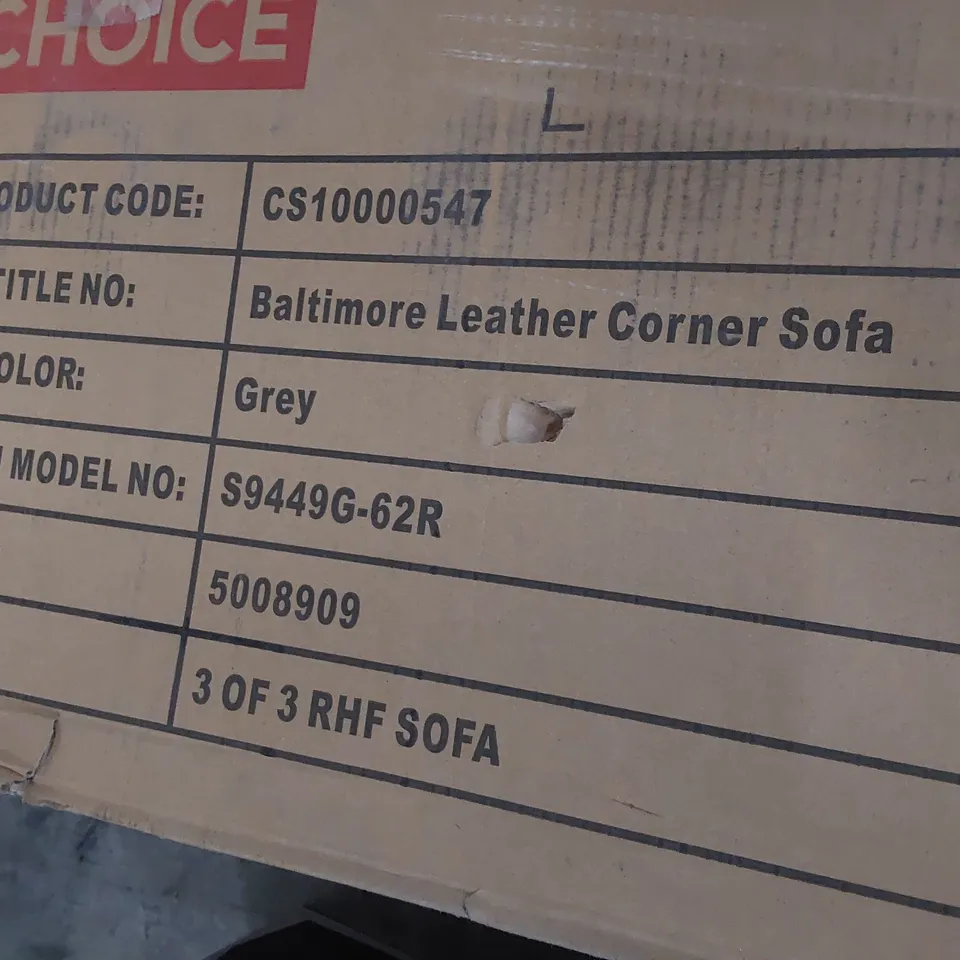 CHOICE
L
ODUCT CODE: CS10000547
TITLE NO: Baltimore Leather Corner Sofa
OLOR: Grey
MODEL NO: S9449G-62R
5008909
3 OF 3 RHF SOFA